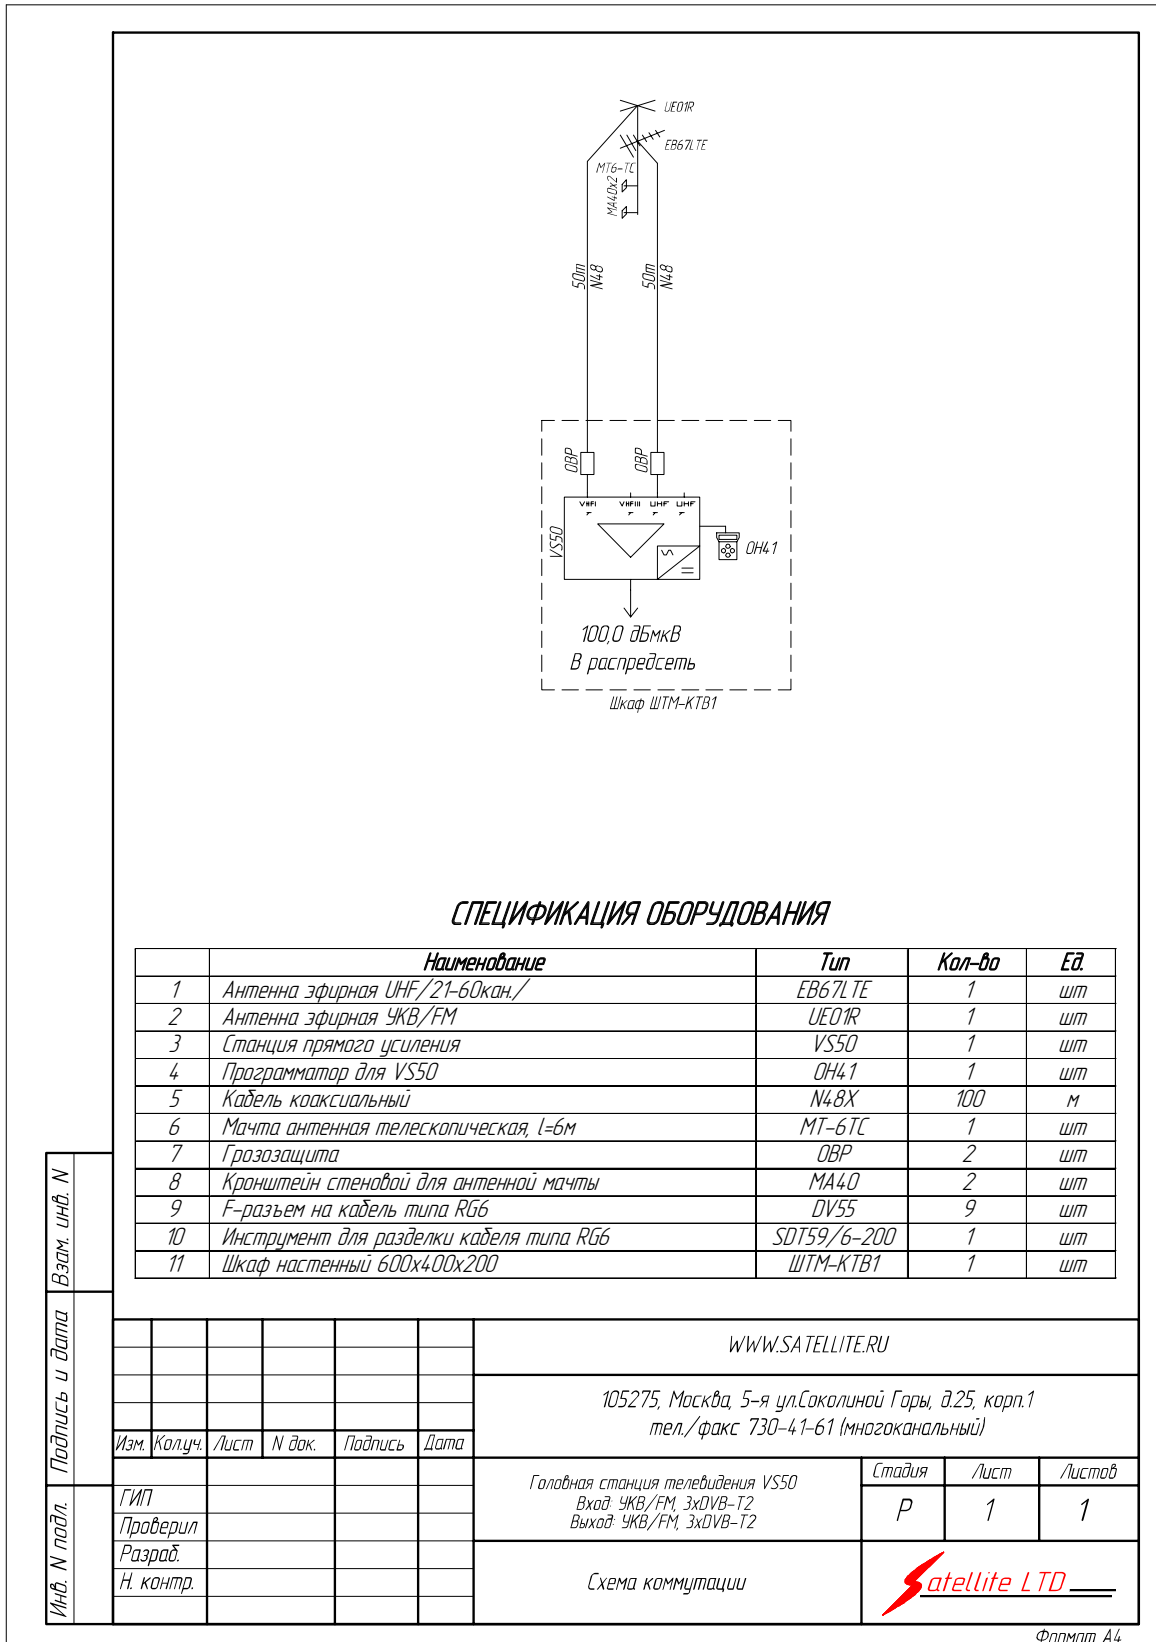 UE01R
EB67LTE
MT6-TC
MA40x2
50m
N48
50m
N48
OBP
OBP
VHFI VHFIII UHF UHF
VS50
OH41
100,0 дБмкВ
В распредсеть
Шкаф ШТМ-КТВ1
СПЕЦИФИКАЦИЯ ОБОРУДОВАНИЯ
Наименование Тип Кол-во Ед.
1 Антенна эфирная UHF/21-60кан./ EB67LTE 1 шт
2 Антенна эфирная УКВ/FM UE01R 1 шт
3 Станция прямого усиления VS50 1 шт
4 Программатор для VS50 OH41 1 шт
5 Кабель коаксиальный N48X 100 м
6 Мачта антенная телескопическая, l=6м MT-6TC 1 шт
7 Грозозащита OBP 2 шт
8 Кронштейн стеновой для антенной мачты MA40 2 шт
9 F-разъем на кабель типа RG6 DV55 9 шт
10 Инструмент для разделки кабеля типа RG6 SDT59/6-200 1 шт
11 Шкаф настенный 600x400x200 ШТМ-КТВ1 1 шт
Взам. инв. N
Подпись и дата
Инв. N подл.
WWW.SATELLITE.RU
105275, Москва, 5-я ул.Соколиной Горы, д.25, корп.1
тел./факс 730-41-61 (многоканальный)
Изм. Кол.уч. Лист N док. Подпись Дата
Головная станция телевидения VS50
Вход: УКВ/FM, 3xDVB-T2
Выход: УКВ/FM, 3xDVB-T2
Стадия Лист Листов
Р 1 1
ГИП
Проверил
Разраб.
Н. контр.
Схема коммутации
Satellite LTD
Формат А4